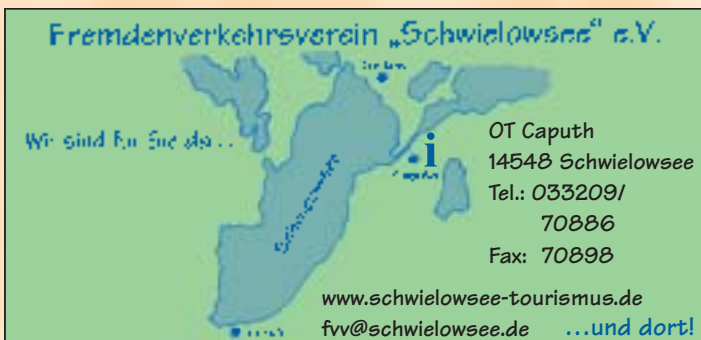 Fremdenverkehrsverein „Schwielowsee“ e.V.
Wir sind für Sie da...
i
OT Caputh
14548 Schwielowsee
Tel.: 033209/
70886
Fax: 70898
www.schwielowsee-tourismus.de
fvv@schwielowsee.de ...und dort!